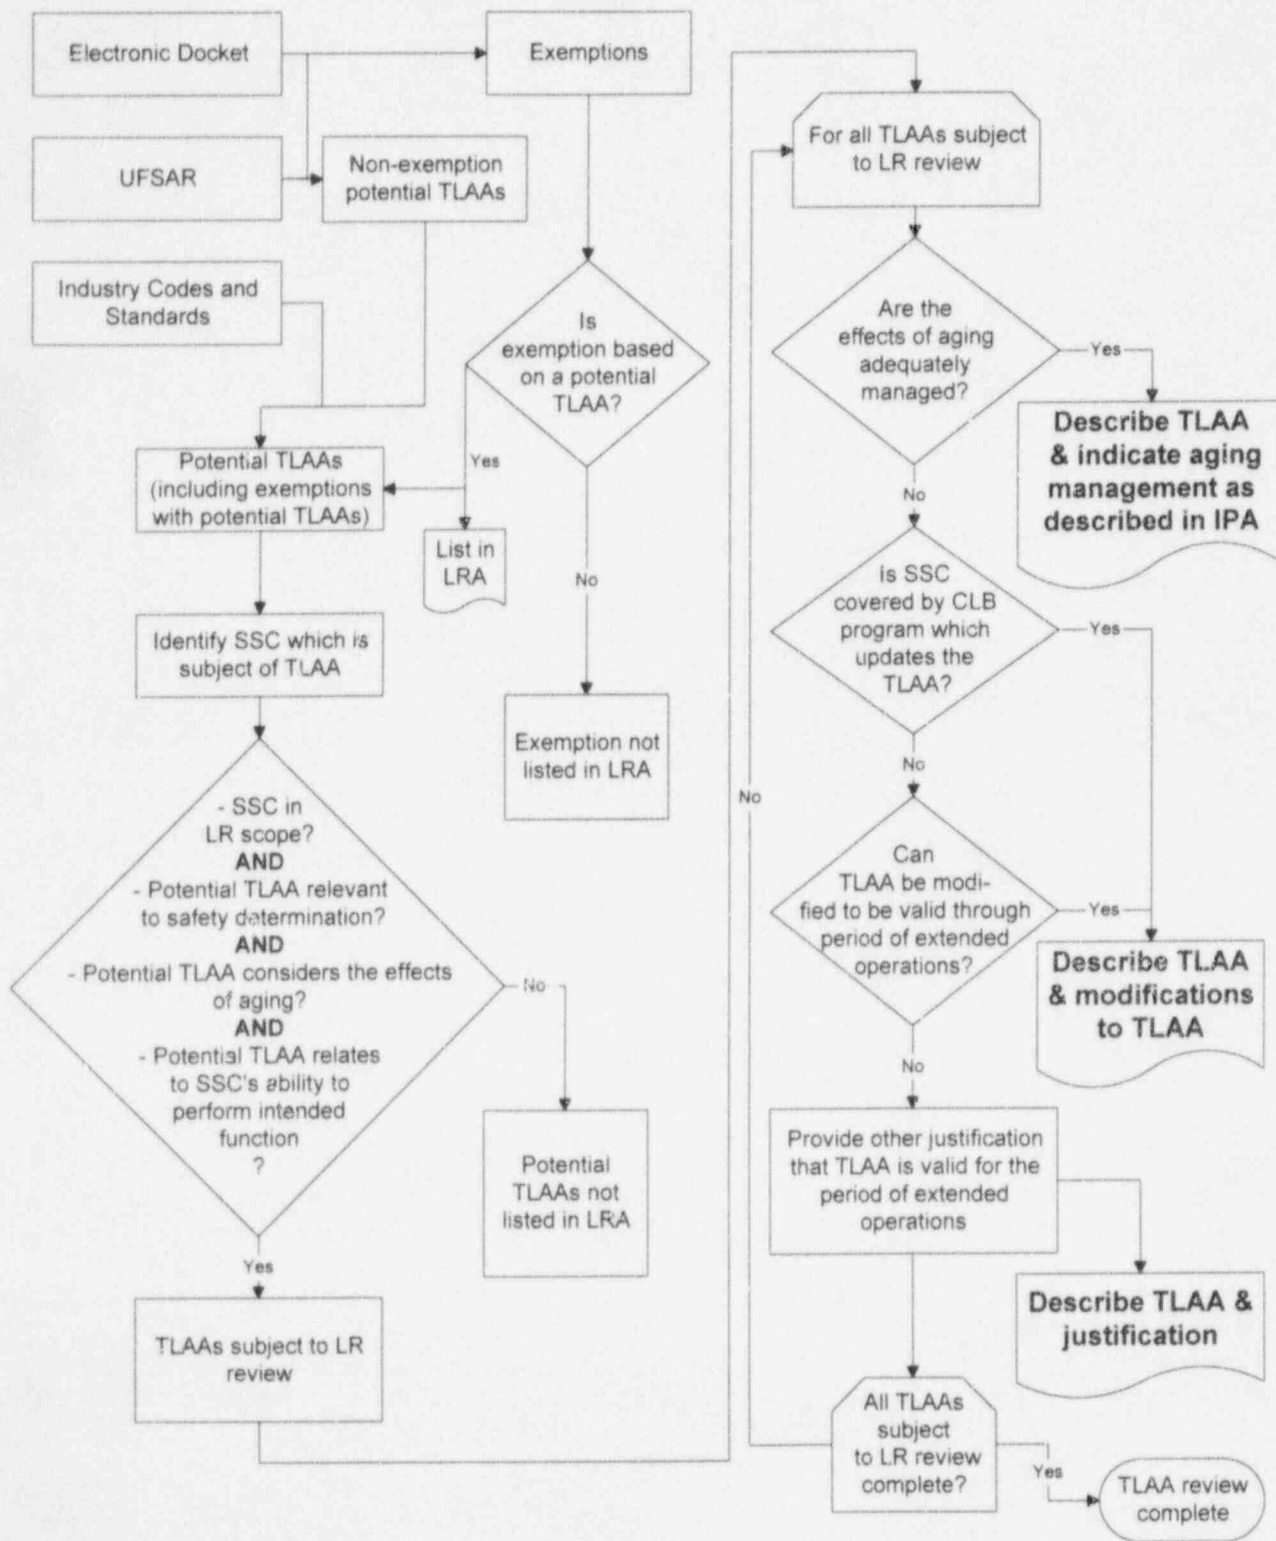 Electronic Docket
Exemptions
UFSAR
Non-exemption
potential TLAAs
Industry Codes and
Standards
Is
exemption based
on a potential
TLAA?
Yes
No
Potential TLAAs
(including exemptions
with potential TLAAs)
List in
LRA
Identify SSC which is
subject of TLAA
Exemption not
listed in LRA
- SSC in
LR scope?
AND
- Potential TLAA relevant
to safety determination?
AND
- Potential TLAA considers the effects
of aging?
AND
- Potential TLAA relates
to SSC's ability to
perform intended
function
?
No
Potential
TLAAs not
listed in LRA
Yes
TLAAs subject to LR
review
For all TLAAs subject
to LR review
Are the
effects of aging
adequately
managed?
Yes
Describe TLAA
& indicate aging
management as
described in IPA
No
Is SSC
covered by CLB
program which
updates the
TLAA?
Yes
No
No
Can
TLAA be modi-
fied to be valid through
period of extended
operations?
Yes
Describe TLAA
& modifications
to TLAA
No
Provide other justification
that TLAA is valid for the
period of extended
operations
Describe TLAA &
justification
All TLAAs
subject
to LR review
complete?
Yes
TLAA review
complete